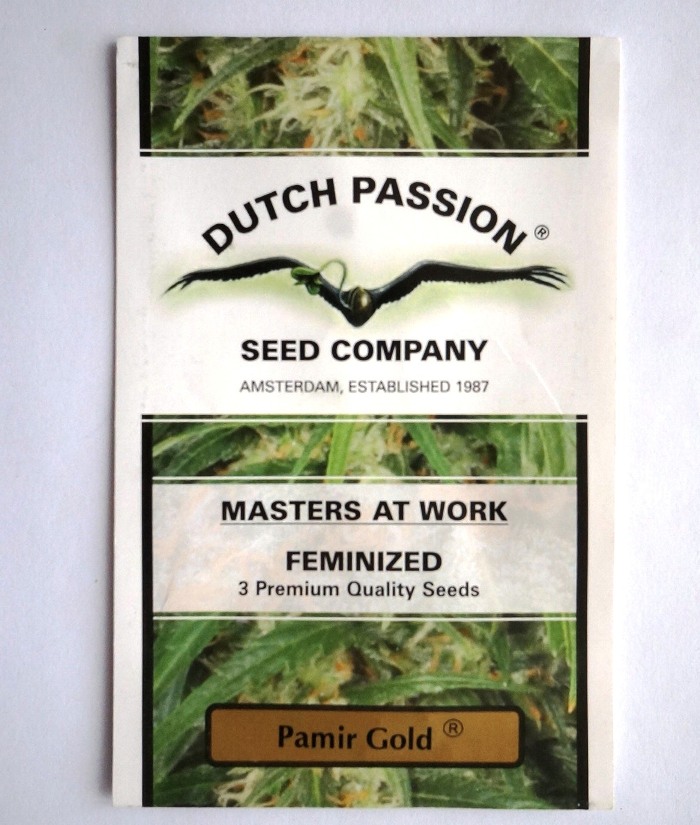 DUTCH PASSION ®
SEED COMPANY
AMSTERDAM, ESTABLISHED 1987
MASTERS AT WORK
FEMINIZED
3 Premium Quality Seeds
Pamir Gold ®